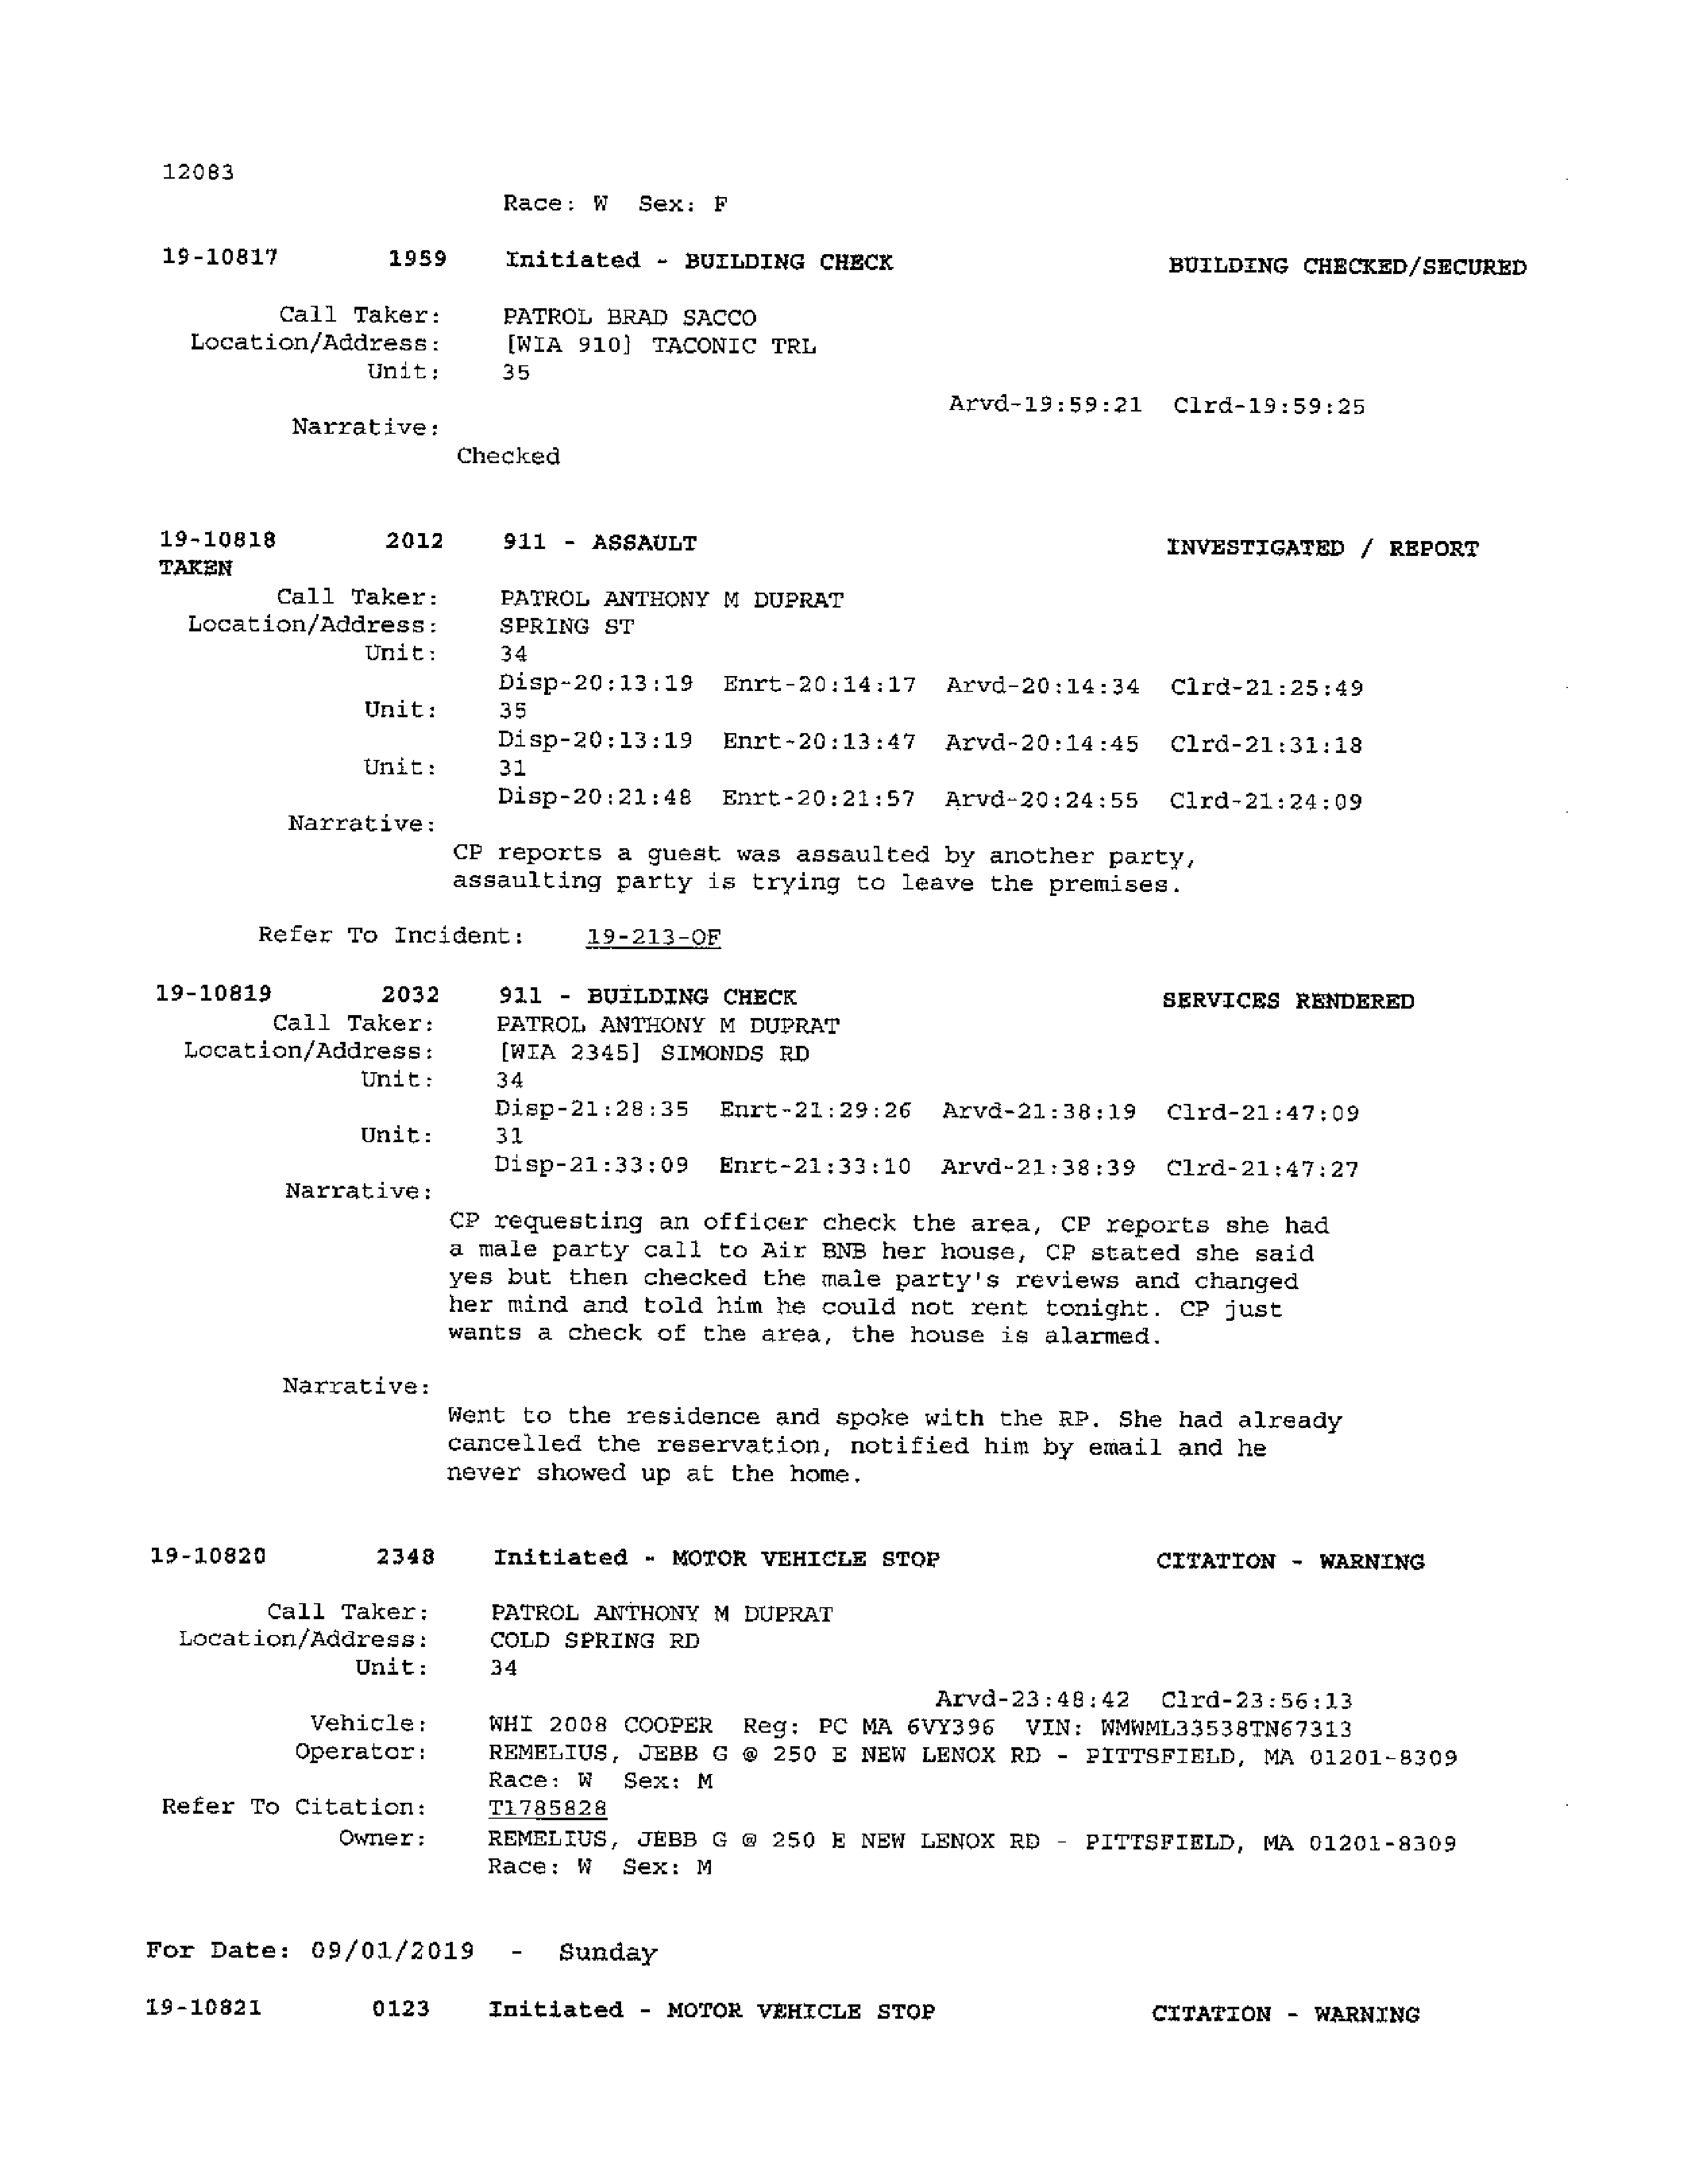 12083
Race: W Sex: F
19-10817 1959 Initiated - BUILDING CHECK BUILDING CHECKED/SECURED
Call Taker: PATROL BRAD SACCO
Location/Address: [WIA 910] TACONIC TRL
Unit: 35
Arvd-19:59:21 Clrd-19:59:25
Narrative:
Checked
19-10818 2012 911 - ASSAULT INVESTIGATED / REPORT
TAKEN
Call Taker: PATROL ANTHONY M DUPRAT
Location/Address: SPRING ST
Unit: 34
Disp-20:13:19 Enrt-20:14:17 Arvd-20:14:34 Clrd-21:25:49
Unit: 35
Disp-20:13:19 Enrt-20:13:47 Arvd-20:14:45 Clrd-21:31:18
Unit: 31
Disp-20:21:48 Enrt-20:21:57 Arvd-20:24:55 Clrd-21:24:09
Narrative:
CP reports a guest was assaulted by another party,
assaulting party is trying to leave the premises.
Refer To Incident: 19-213-OF
19-10819 2032 911 - BUILDING CHECK SERVICES RENDERED
Call Taker: PATROL ANTHONY M DUPRAT
Location/Address: [WIA 2345] SIMONDS RD
Unit: 34
Disp-21:28:35 Enrt-21:29:26 Arvd-21:38:19 Clrd-21:47:09
Unit: 31
Disp-21:33:09 Enrt-21:33:10 Arvd-21:38:39 Clrd-21:47:27
Narrative:
CP requesting an officer check the area, CP reports she had
a male party call to Air BNB her house, CP stated she said
yes but then checked the male party's reviews and changed
her mind and told him he could not rent tonight. CP just
wants a check of the area, the house is alarmed.
Narrative:
Went to the residence and spoke with the RP. She had already
cancelled the reservation, notified him by email and he
never showed up at the home.
19-10820 2348 Initiated - MOTOR VEHICLE STOP CITATION - WARNING
Call Taker: PATROL ANTHONY M DUPRAT
Location/Address: COLD SPRING RD
Unit: 34
Arvd-23:48:42 Clrd-23:56:13
Vehicle: WHI 2008 COOPER Reg: PC MA 6VY396 VIN: WMWML33538TN67313
Operator: REMELIUS, JEBB G @ 250 E NEW LENOX RD - PITTSFIELD, MA 01201-8309
Race: W Sex: M
Refer To Citation: T1785828
Owner: REMELIUS, JEBB G @ 250 E NEW LENOX RD - PITTSFIELD, MA 01201-8309
Race: W Sex: M
For Date: 09/01/2019 - Sunday
19-10821 0123 Initiated - MOTOR VEHICLE STOP CITATION - WARNING